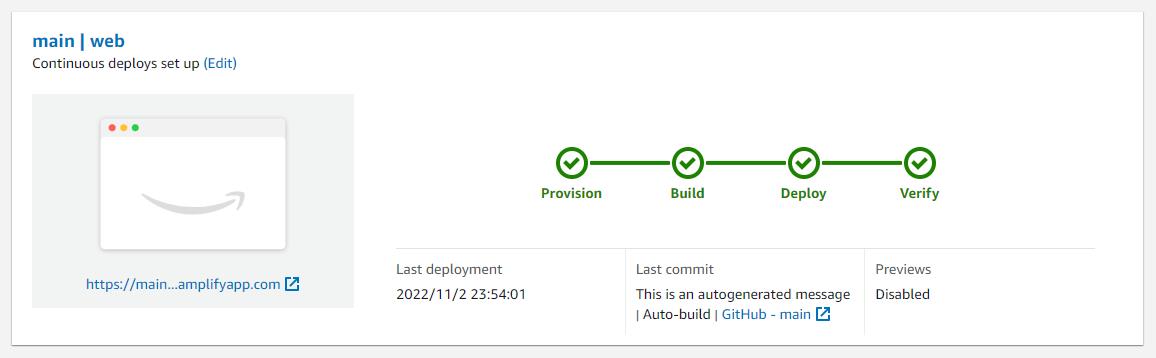 main | web
Continuous deploys set up (Edit)
Provision
Build
Deploy
Verify
https://main...amplifyapp.com
Last deployment
2022/11/2 23:54:01
Last commit
This is an autogenerated message
| Auto-build | GitHub - main
Previews
Disabled